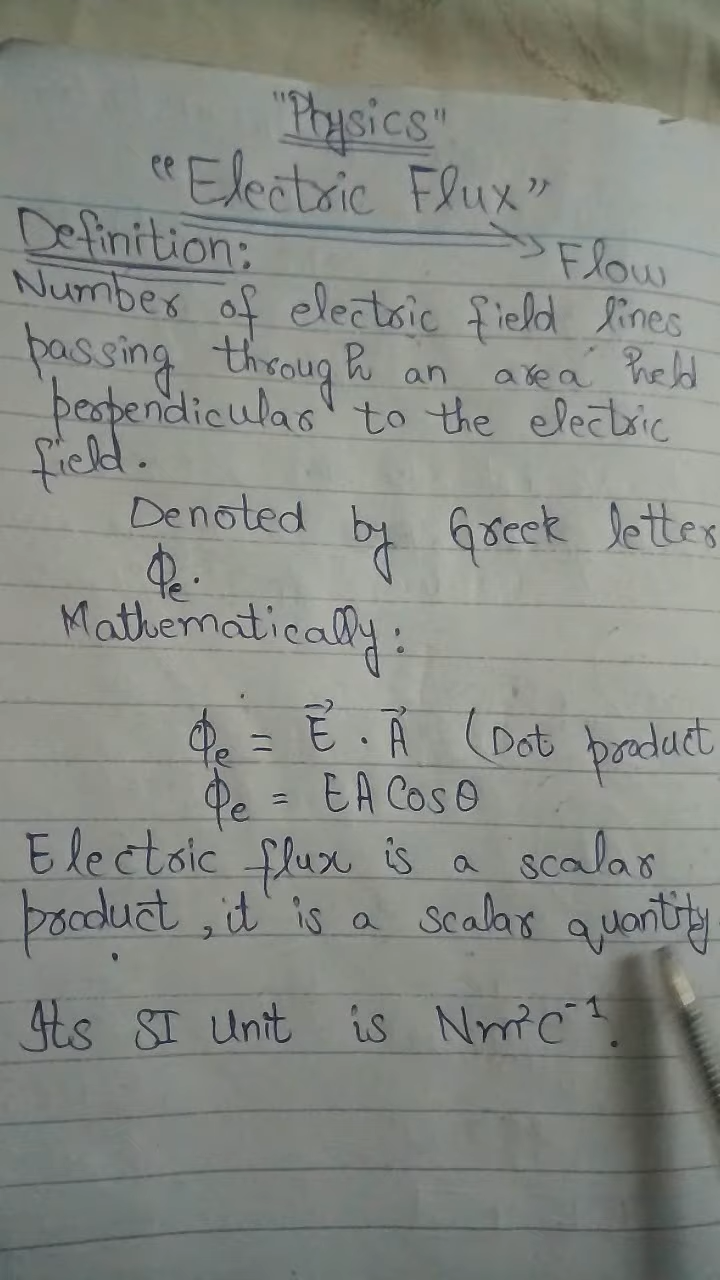 "Physics"
"Electric Flux"
Flow
Definition:
Number of electric field lines
passing through an area held
perpendicular to the electric
field.
Denoted by Greek letter
Φe.
Mathematically:
Φe = E⃗ . A⃗ (Dot product
Φe = EA Cosθ
Electric flux is a scalar
product, it is a scalar quantity
Its SI Unit is Nm²C⁻¹.